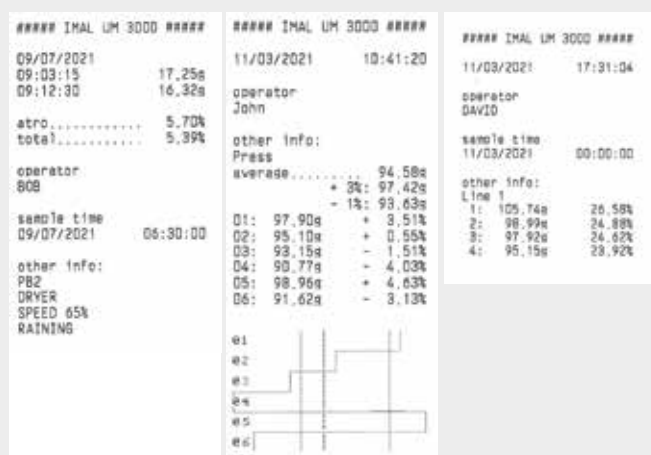 ##### IMAL UM 3000 #####
09/07/2021
09:03:15 17,25g
09:12:30 16,32g
atro............ 5,70%
total........... 5,39%
operator
BOB
sample time
09/07/2021 06:30:00
other info:
PB2
DRYER
SPEED 65%
RAINING
##### IMAL UM 3000 #####
11/03/2021 10:41:20
operator
John
other info:
Press
average......... 94,58g
+ 3%: 97,42g
- 1%: 93,63g
01: 97,90g + 3,51%
02: 95,10g + 0,55%
03: 93,15g - 1,51%
04: 90,77g - 4,03%
05: 98,96g + 4,63%
06: 91,62g - 3,13%
01
02
03
04
05
06
##### IMAL UM 3000 #####
11/03/2021 17:31:04
operator
DAVID
sample time
11/03/2021 00:00:00
other info:
Line 1
1: 105,74g 26,58%
2: 98,99g 24,88%
3: 97,92g 24,62%
4: 95,15g 23,92%